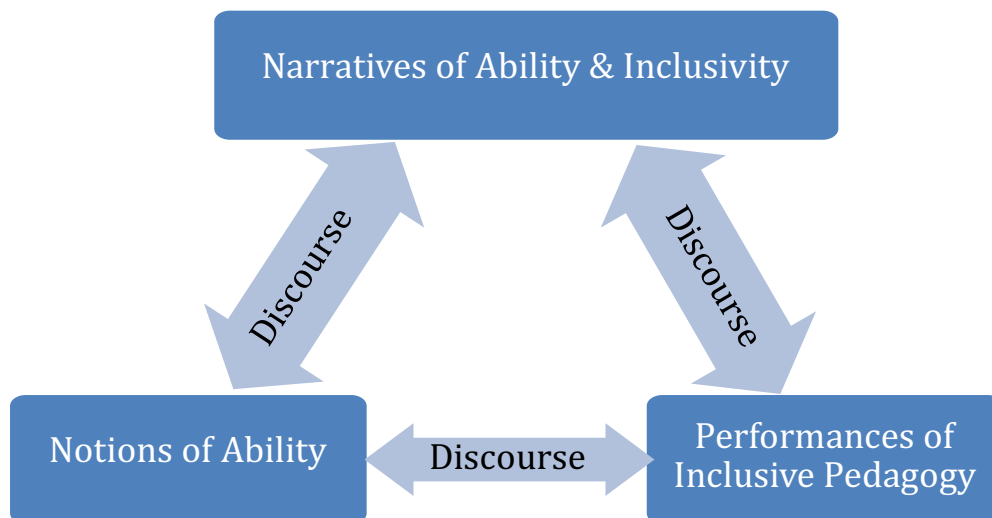 Narratives of Ability & Inclusivity
Discourse
Discourse
Notions of Ability
Discourse
Performances of
Inclusive Pedagogy